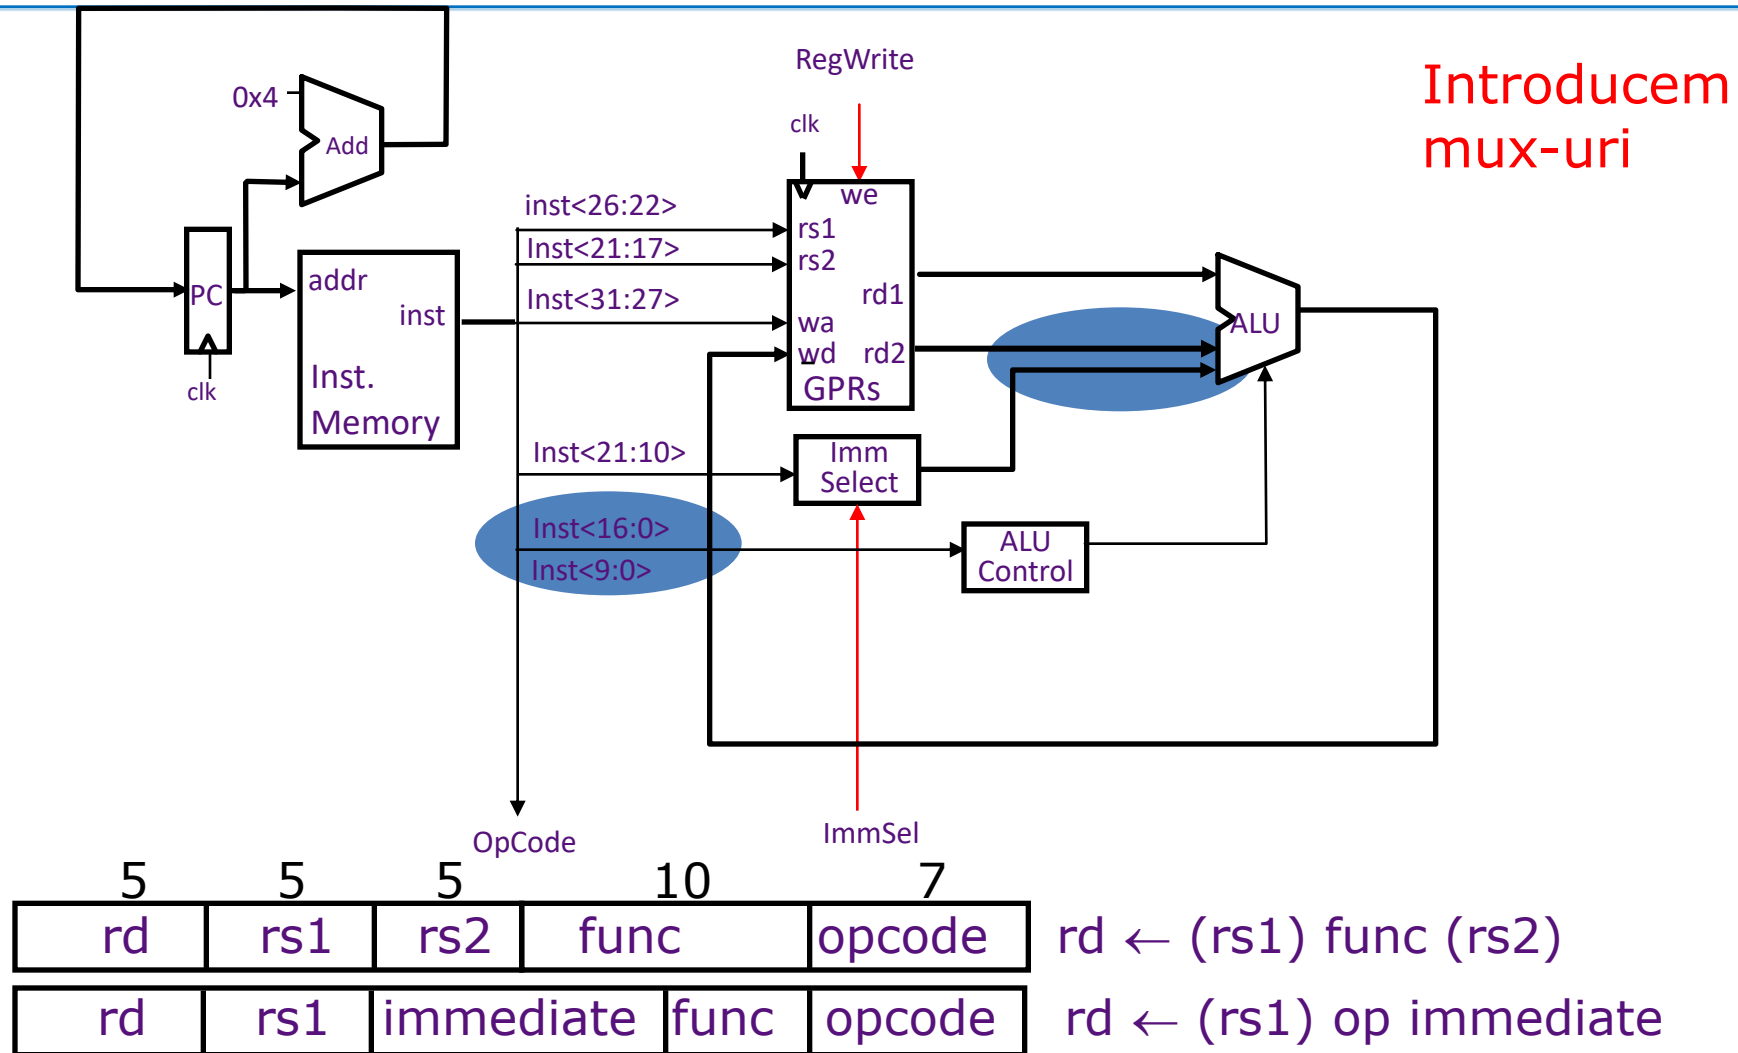 RegWrite
Introducem
mux-uri
0x4
Add
clk
we
inst<26:22>
rs1
Inst<21:17>
rs2
PC
addr
Inst<31:27>
rd1
inst
wa
ALU
wd
rd2
clk
Inst.
GPRs
Memory
Inst<21:10>
Imm
Select
Inst<16:0>
ALU
Inst<9:0>
Control
OpCode
ImmSel
5 5 5 10 7
rd rs1 rs2 func opcode rd ← (rs1) func (rs2)
rd rs1 immediate func opcode rd ← (rs1) op immediate